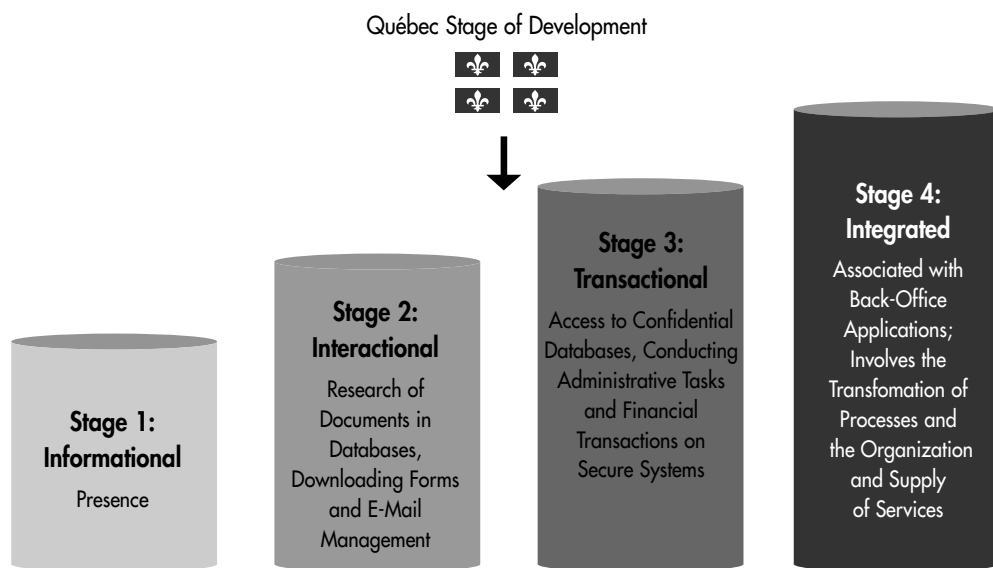 Québec Stage of Development
Stage 1:
Informational
Presence
Stage 2:
Interactional
Research of
Documents in
Databases,
Downloading Forms
and E-Mail
Management
Stage 3:
Transactional
Access to Confidential
Databases, Conducting
Administrative Tasks
and Financial
Transactions on
Secure Systems
Stage 4:
Integrated
Associated with
Back-Office
Applications;
Involves the
Transfomation of
Processes and
the Organization
and Supply
of Services